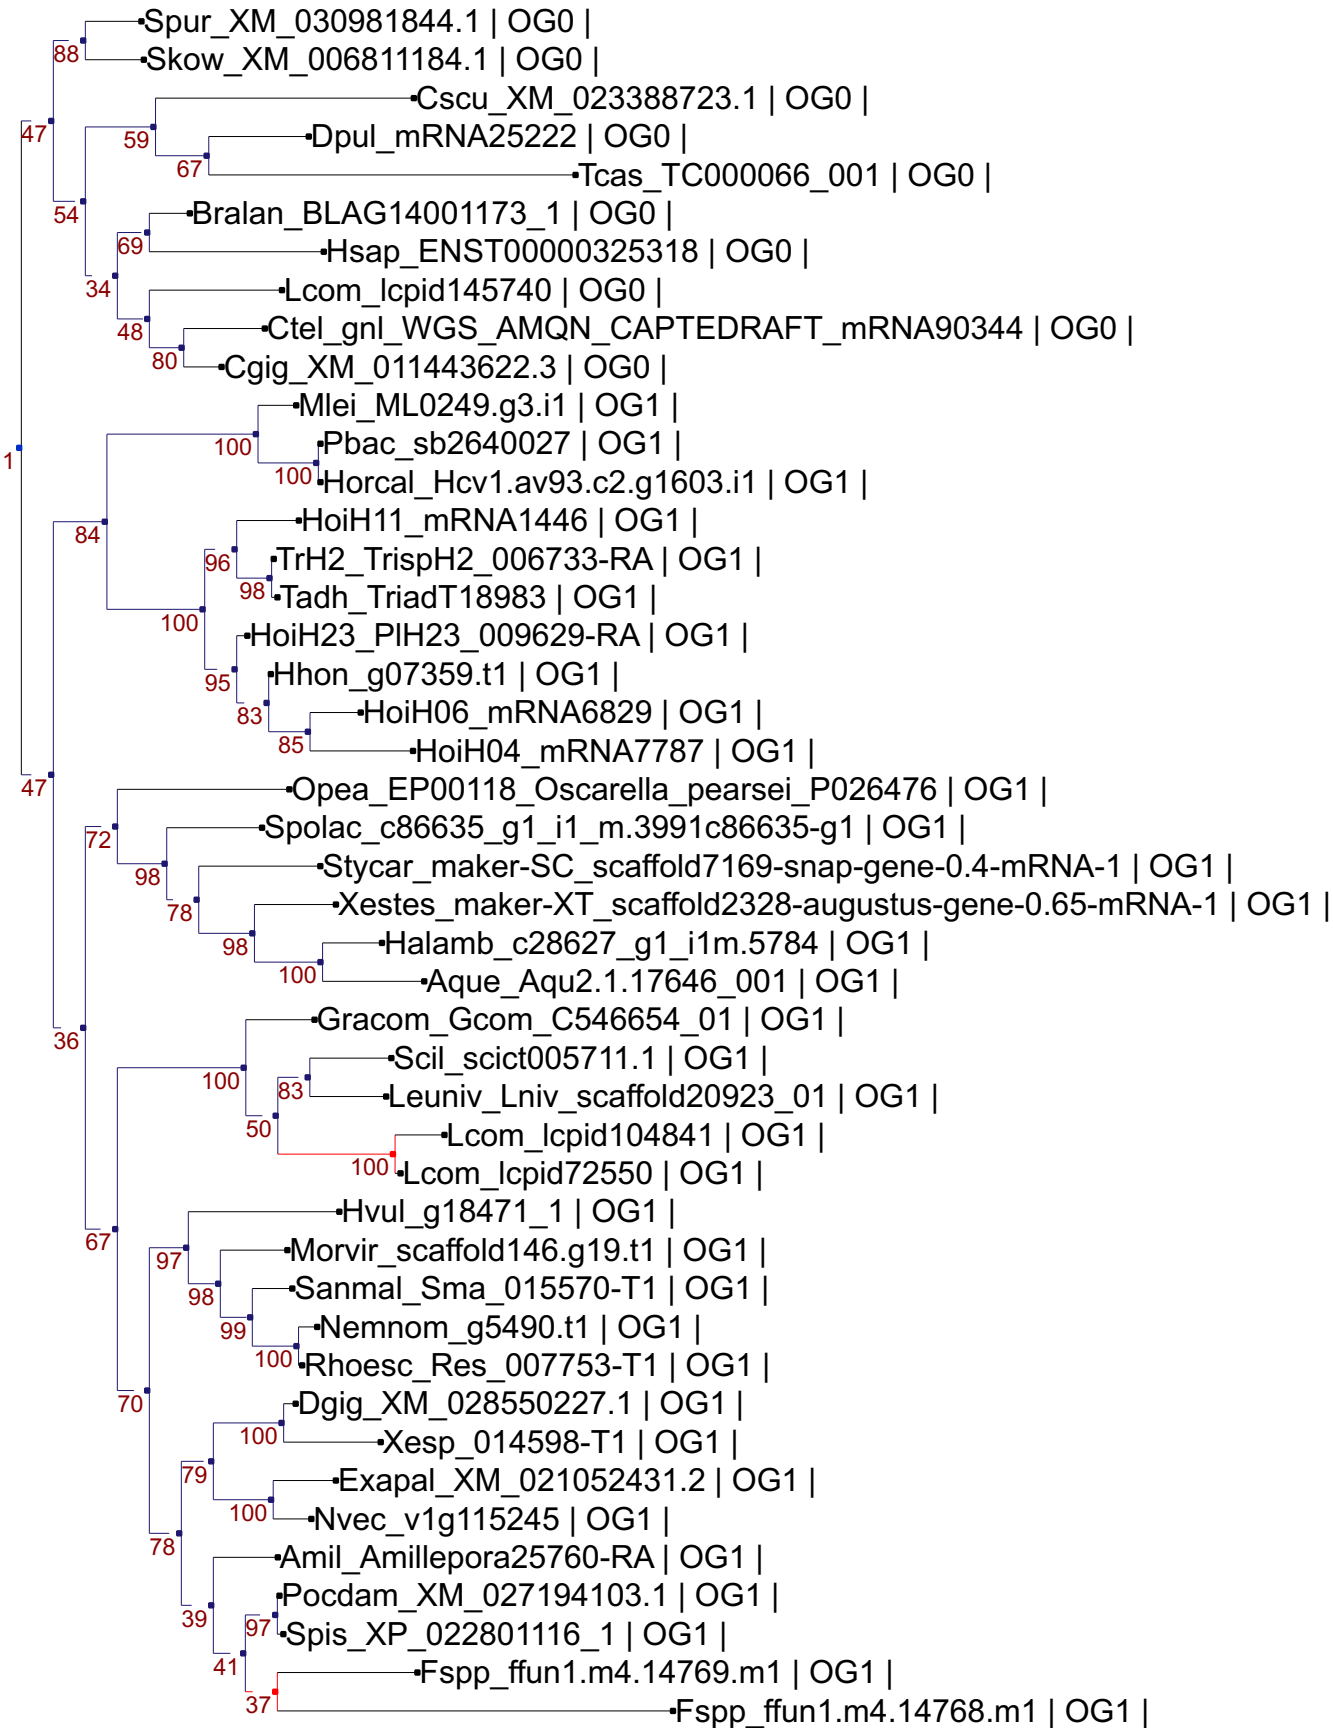 Spur_XM_030981844.1 | OG0 |
88
Skow_XM_006811184.1 | OG0 |
Cscu_XM_023388723.1 | OG0 |
47
59
Dpul_mRNA25222 | OG0 |
67
Tcas_TC000066_001 | OG0 |
54
Bralan_BLAG14001173_1 | OG0 |
69
Hsap_ENST00000325318 | OG0 |
34
Lcom_lcpid145740 | OG0 |
48
Ctel_gnl_WGS_AMQN_CAPTEDRAFT_mRNA90344 | OG0 |
80
Cgig_XM_011443622.3 | OG0 |
Mlei_ML0249.g3.i1 | OG1 |
100
Pbac_sb2640027 | OG1 |
1
100
Horcal_Hcv1.av93.c2.g1603.i1 | OG1 |
84
HoiH11_mRNA1446 | OG1 |
96
TrH2_TrispH2_006733-RA | OG1 |
98
Tadh_TriadT18983 | OG1 |
100
HoiH23_PlH23_009629-RA | OG1 |
95
Hhon_g07359.t1 | OG1 |
83
HoiH06_mRNA6829 | OG1 |
85
HoiH04_mRNA7787 | OG1 |
47
Opea_EP00118_Oscarella_pearsei_P026476 | OG1 |
72
Spolac_c86635_g1_i1_m.3991c86635-g1 | OG1 |
98
Stycar_maker-SC_scaffold7169-snap-gene-0.4-mRNA-1 | OG1 |
78
Xestes_maker-XT_scaffold2328-augustus-gene-0.65-mRNA-1 | OG1 |
98
Halamb_c28627_g1_i1m.5784 | OG1 |
100
Aque_Aqu2.1.17646_001 | OG1 |
36
Gracom_Gcom_C546654_01 | OG1 |
100
Scil_scict005711.1 | OG1 |
83
Leuniv_Lniv_scaffold20923_01 | OG1 |
50
Lcom_lcpid104841 | OG1 |
100
Lcom_lcpid72550 | OG1 |
67
Hvul_g18471_1 | OG1 |
97
Morvir_scaffold146.g19.t1 | OG1 |
98
Sanmal_Sma_015570-T1 | OG1 |
99
Nemnom_g5490.t1 | OG1 |
100
Rhoesc_Res_007753-T1 | OG1 |
70
Dgig_XM_028550227.1 | OG1 |
100
Xesp_014598-T1 | OG1 |
79
Exapal_XM_021052431.2 | OG1 |
100
Nvec_v1g115245 | OG1 |
78
Amil_Amillepora25760-RA | OG1 |
39
Pocdam_XM_027194103.1 | OG1 |
97
Spis_XP_022801116_1 | OG1 |
41
Fspp_ffun1.m4.14769.m1 | OG1 |
37
Fspp_ffun1.m4.14768.m1 | OG1 |